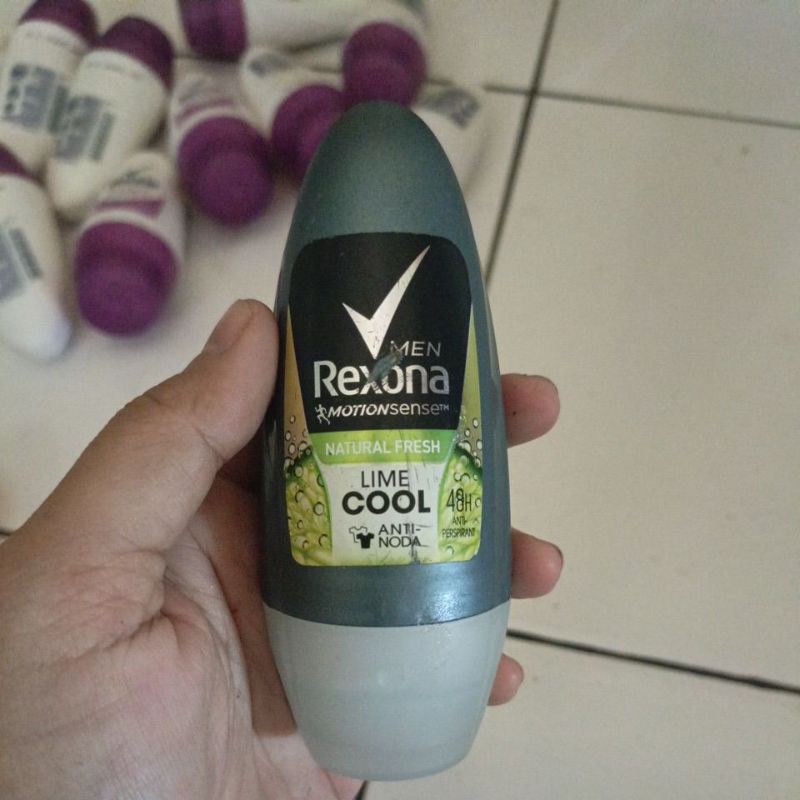 MEN
Rexona
MOTIONsense™
NATURAL FRESH
LIME
COOL
48H
ANTI-
PERSPIRANT
ANTI-
NODA